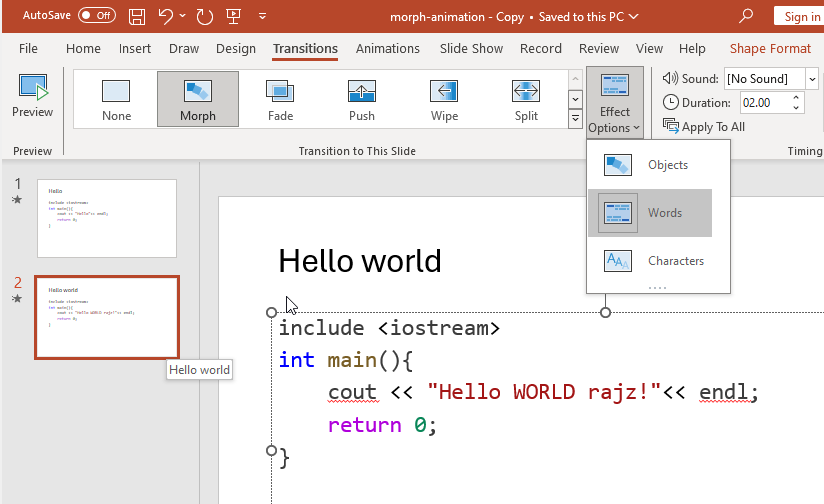 AutoSave Off morph-animation - Copy • Saved to this PC Sign in
File Home Insert Draw Design Transitions Animations Slide Show Record Review View Help Shape Format
Preview
None Morph Fade Push Wipe Split
Effect
Options
Sound: [No Sound]
Duration: 02.00
Apply To All
Preview Transition to This Slide Timing
Objects
Words
Characters
1
Hello
include <iostream>
int main(){
cout << "Hello"<< endl;
return 0;
}
2
Hello world
include <iostream>
int main(){
cout << "Hello WORLD rajz!"<< endl;
return 0;
}
Hello world
Hello world
include <iostream>
int main(){
cout << "Hello WORLD rajz!"<< endl;
return 0;
}